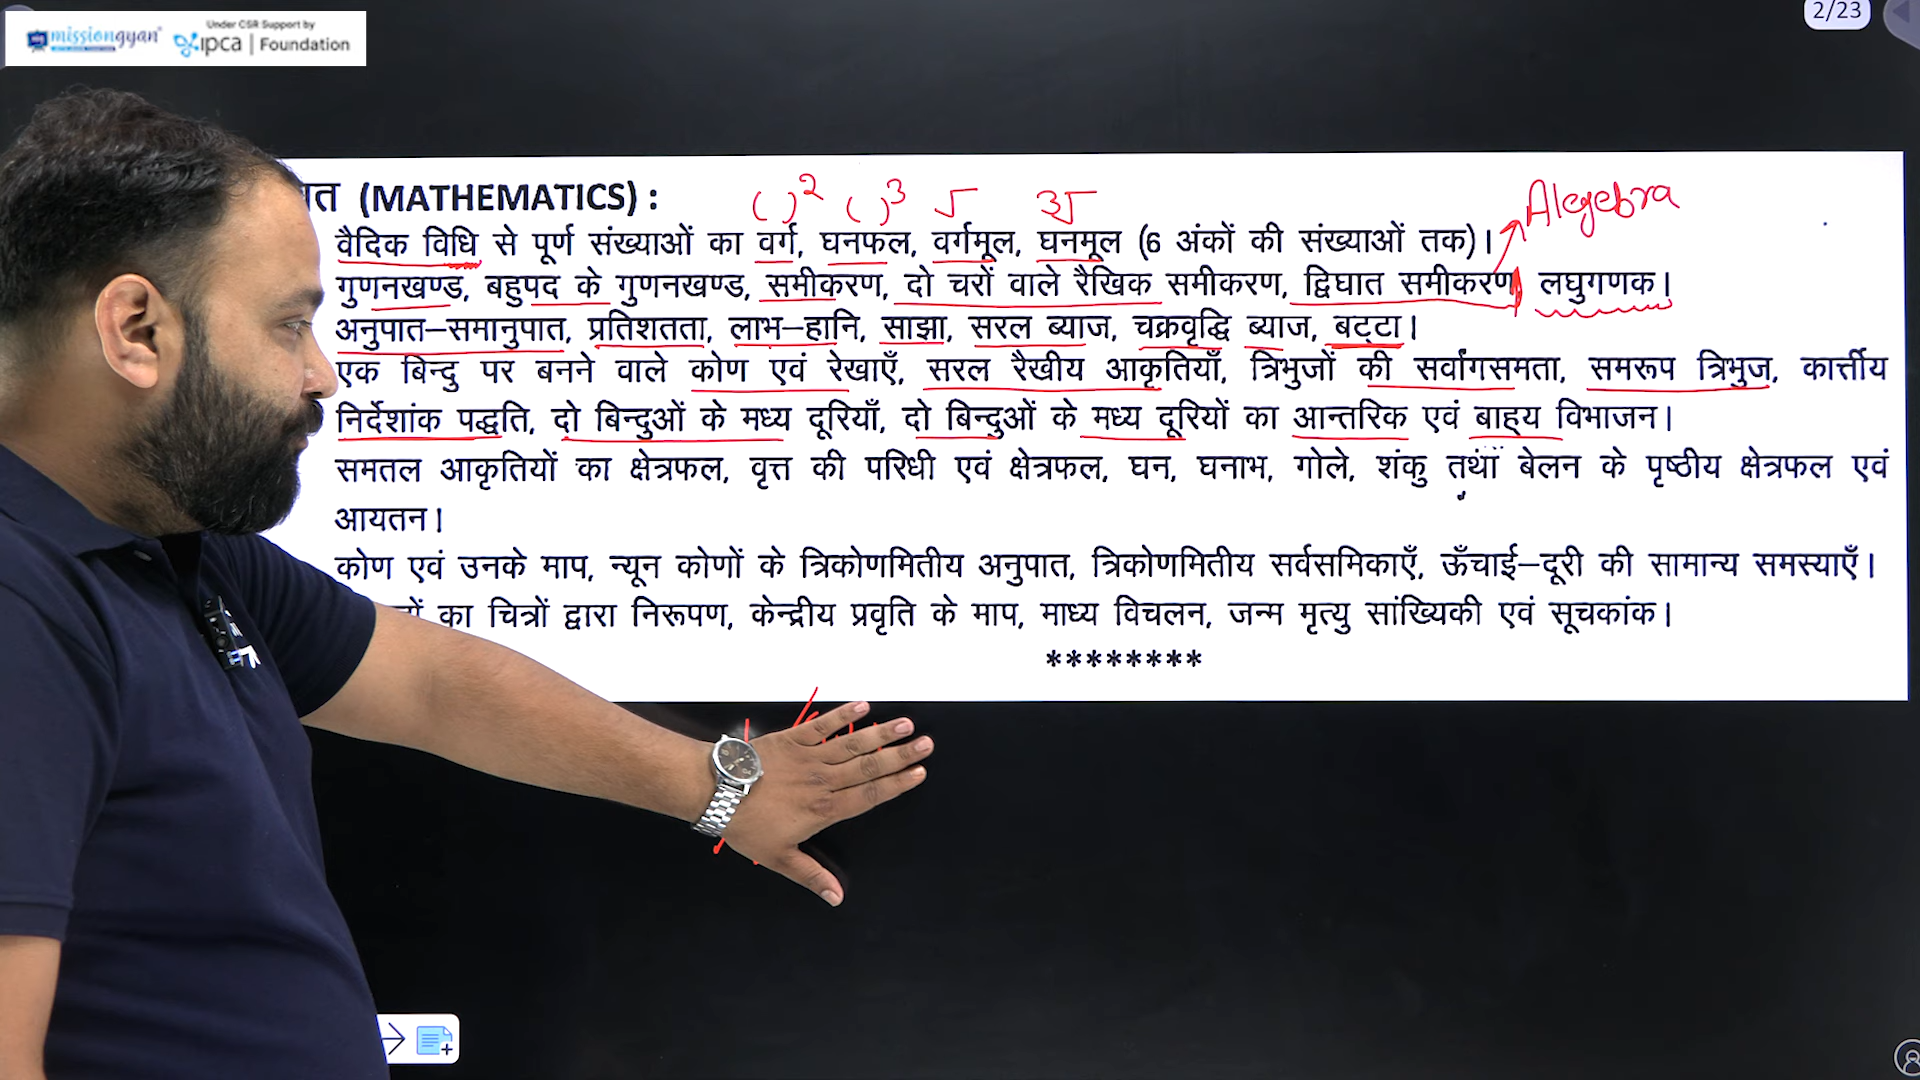 missiongyan
Under CSR Support by
ipca | Foundation
2/23
(MATHEMATICS) :
( )² ( )³ √ 3√
Algebra
वैदिक विधि से पूर्ण संख्याओं का वर्ग, घनफल, वर्गमूल, घनमूल (6 अंकों की संख्याओं तक)।
गुणनखण्ड, बहुपद के गुणनखण्ड, समीकरण, दो चरों वाले रैखिक समीकरण, द्विघात समीकरण, लघुगणक।
अनुपात–समानुपात, प्रतिशतता, लाभ–हानि, साझा, सरल ब्याज, चक्रवृद्धि ब्याज, बट्टा।
एक बिन्दु पर बनने वाले कोण एवं रेखाएँ, सरल रैखीय आकृतियाँ, त्रिभुजों की सर्वांगसमता, समरूप त्रिभुज, कार्त्तीय
निर्देशांक पद्धति, दो बिन्दुओं के मध्य दूरियाँ, दो बिन्दुओं के मध्य दूरियों का आन्तरिक एवं बाह्य विभाजन।
समतल आकृतियों का क्षेत्रफल, वृत्त की परिधी एवं क्षेत्रफल, घन, घनाभ, गोले, शंकु तथा बेलन के पृष्ठीय क्षेत्रफल एवं
आयतन।
कोण एवं उनके माप, न्यून कोणों के त्रिकोणमितीय अनुपात, त्रिकोणमितीय सर्वसमिकाएँ, ऊँचाई–दूरी की सामान्य समस्याएँ।
का चित्रों द्वारा निरूपण, केन्द्रीय प्रवृति के माप, माध्य विचलन, जन्म मृत्यु सांख्यिकी एवं सूचकांक।
********